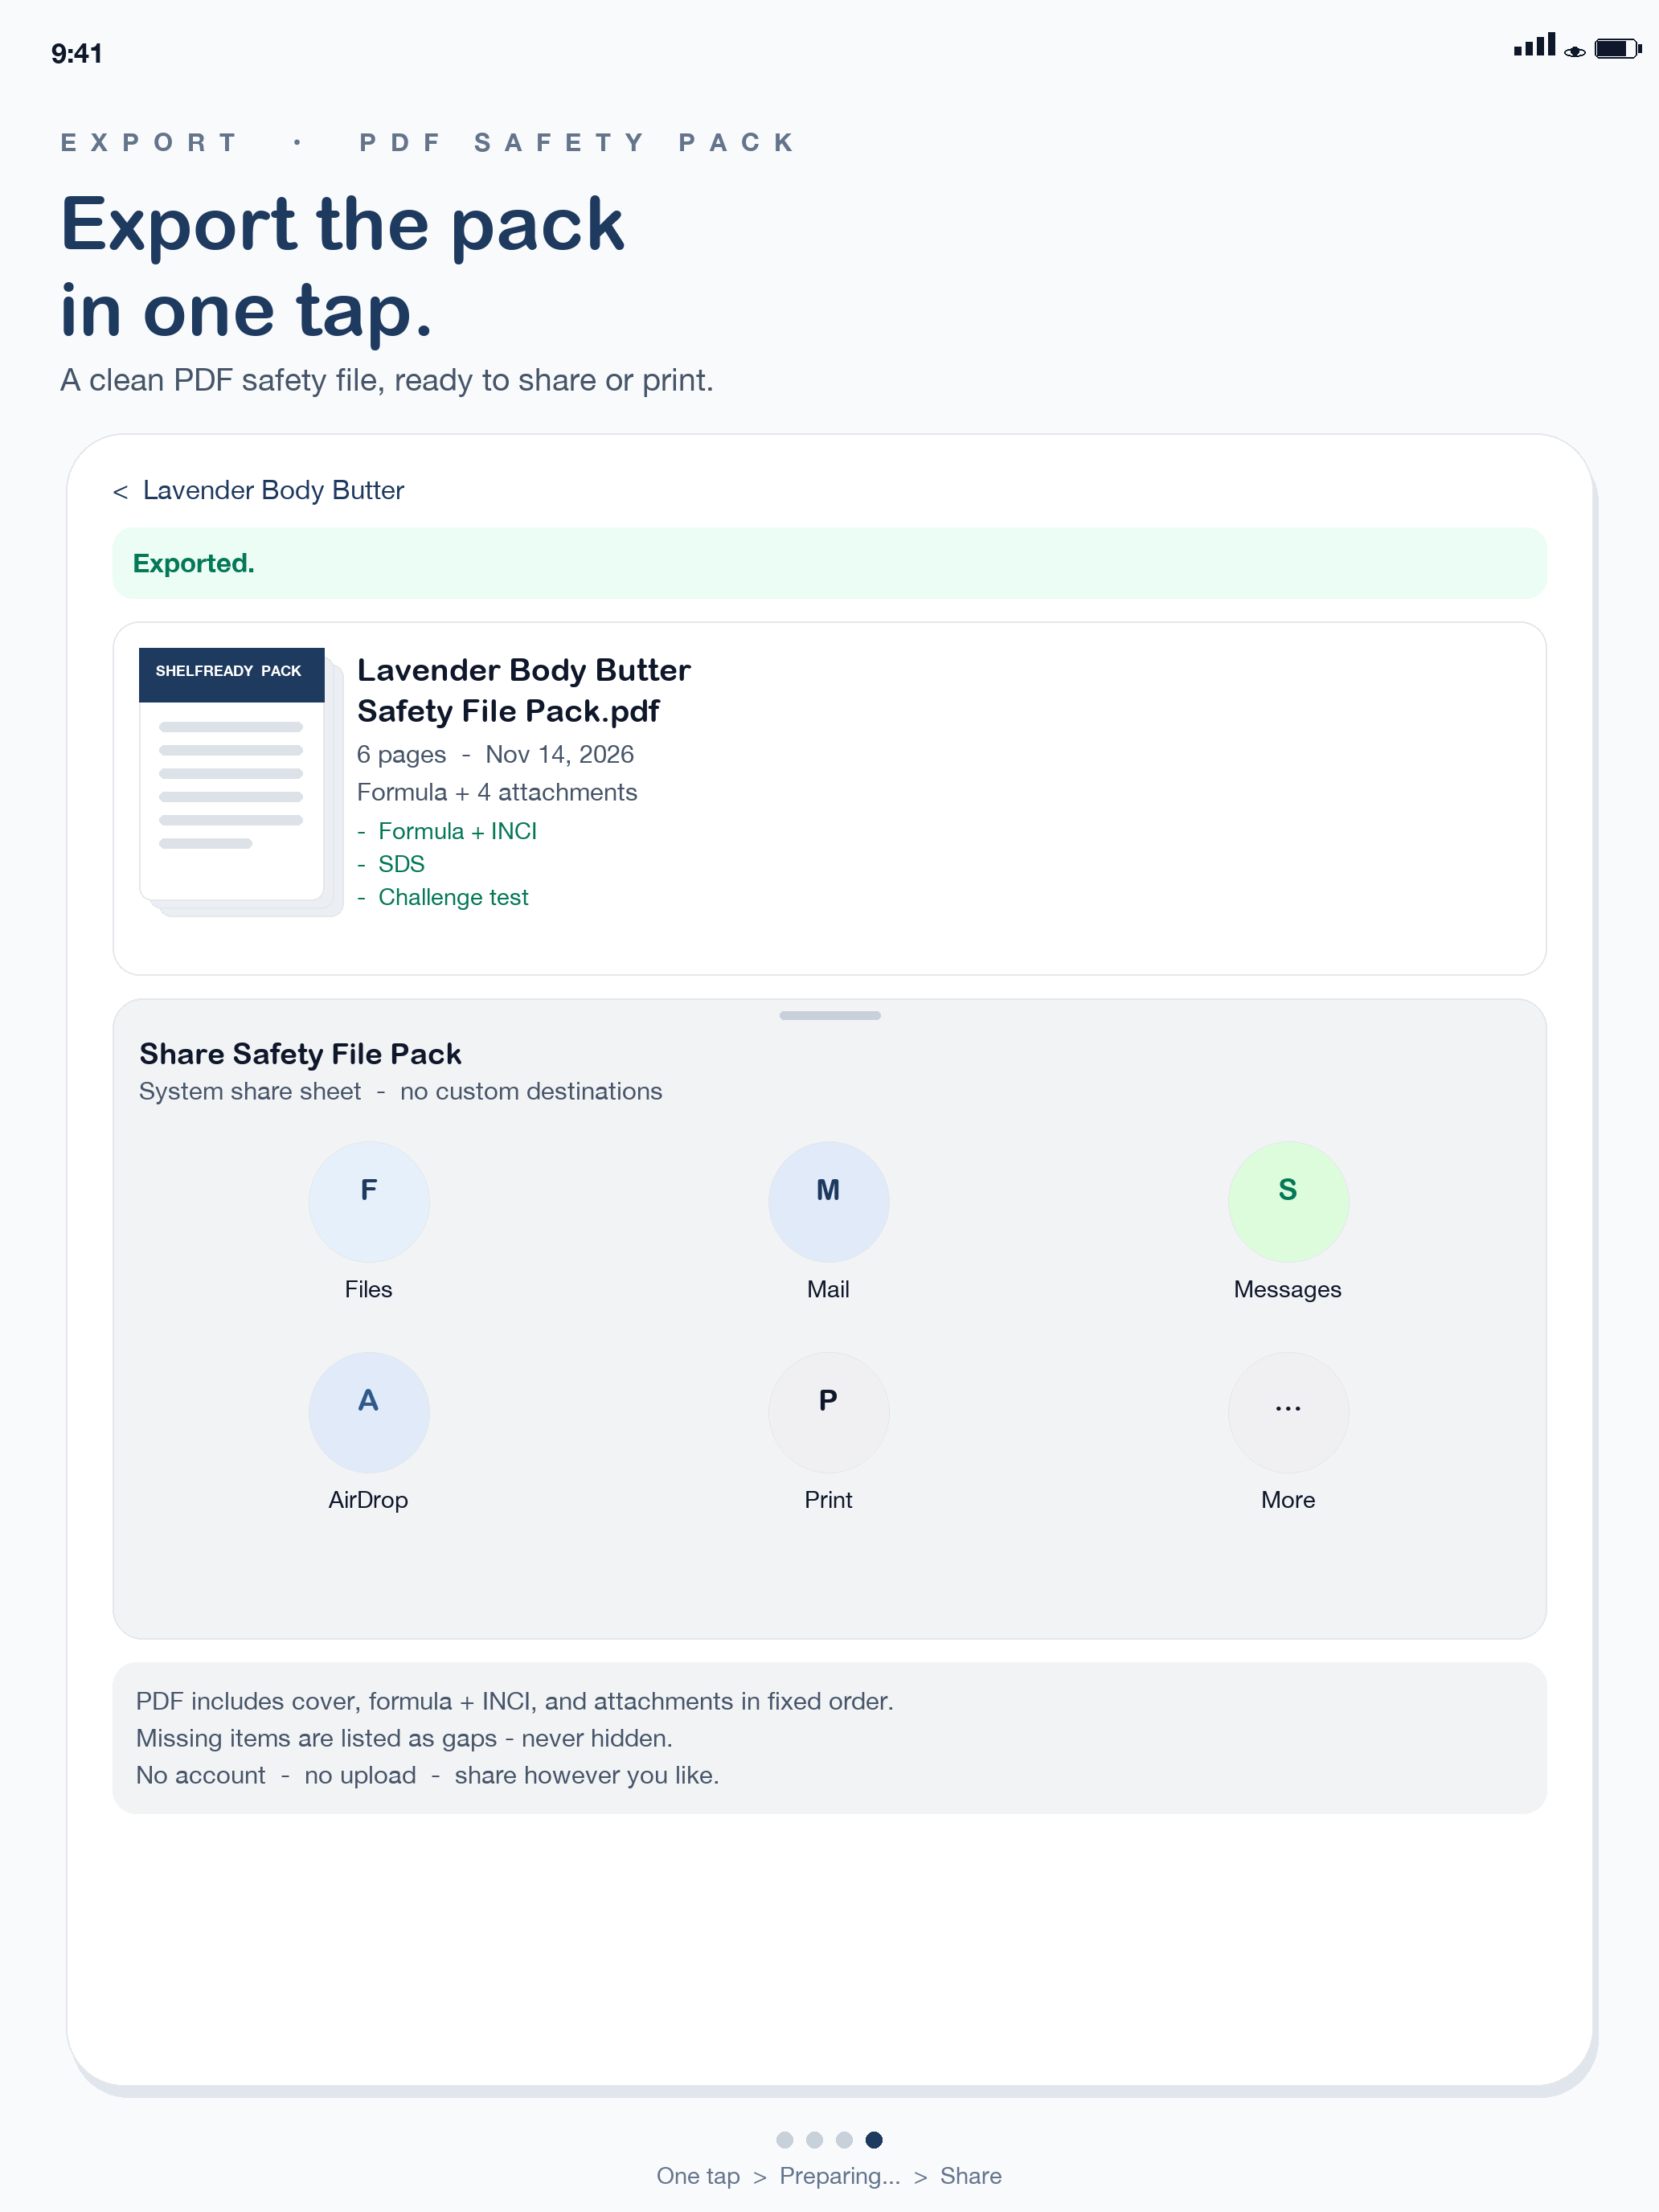 9:41
EXPORT · PDF SAFETY PACK
Export the pack
in one tap.
A clean PDF safety file, ready to share or print.
< Lavender Body Butter
Exported.
SHELFREADY PACK
Lavender Body Butter
Safety File Pack.pdf
6 pages - Nov 14, 2026
Formula + 4 attachments
- Formula + INCI
- SDS
- Challenge test
Share Safety File Pack
System share sheet - no custom destinations
F M S
Files Mail Messages
A P ...
AirDrop Print More
PDF includes cover, formula + INCI, and attachments in fixed order.
Missing items are listed as gaps - never hidden.
No account - no upload - share however you like.
One tap > Preparing... > Share